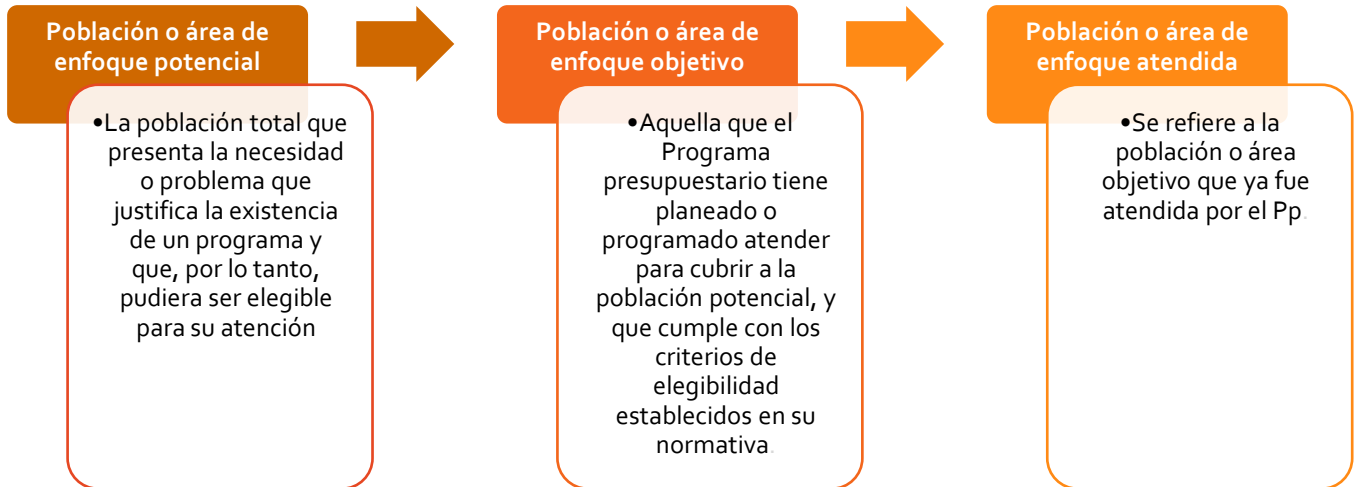 Población o área de
enfoque potencial
•La población total que
presenta la necesidad
o problema que
justifica la existencia
de un programa y
que, por lo tanto,
pudiera ser elegible
para su atención
Población o área de
enfoque objetivo
•Aquella que el
Programa
presupuestario tiene
planeado o
programado atender
para cubrir a la
población potencial, y
que cumple con los
criterios de
elegibilidad
establecidos en su
normativa.
Población o área de
enfoque atendida
•Se refiere a la
población o área
objetivo que ya fue
atendida por el Pp.